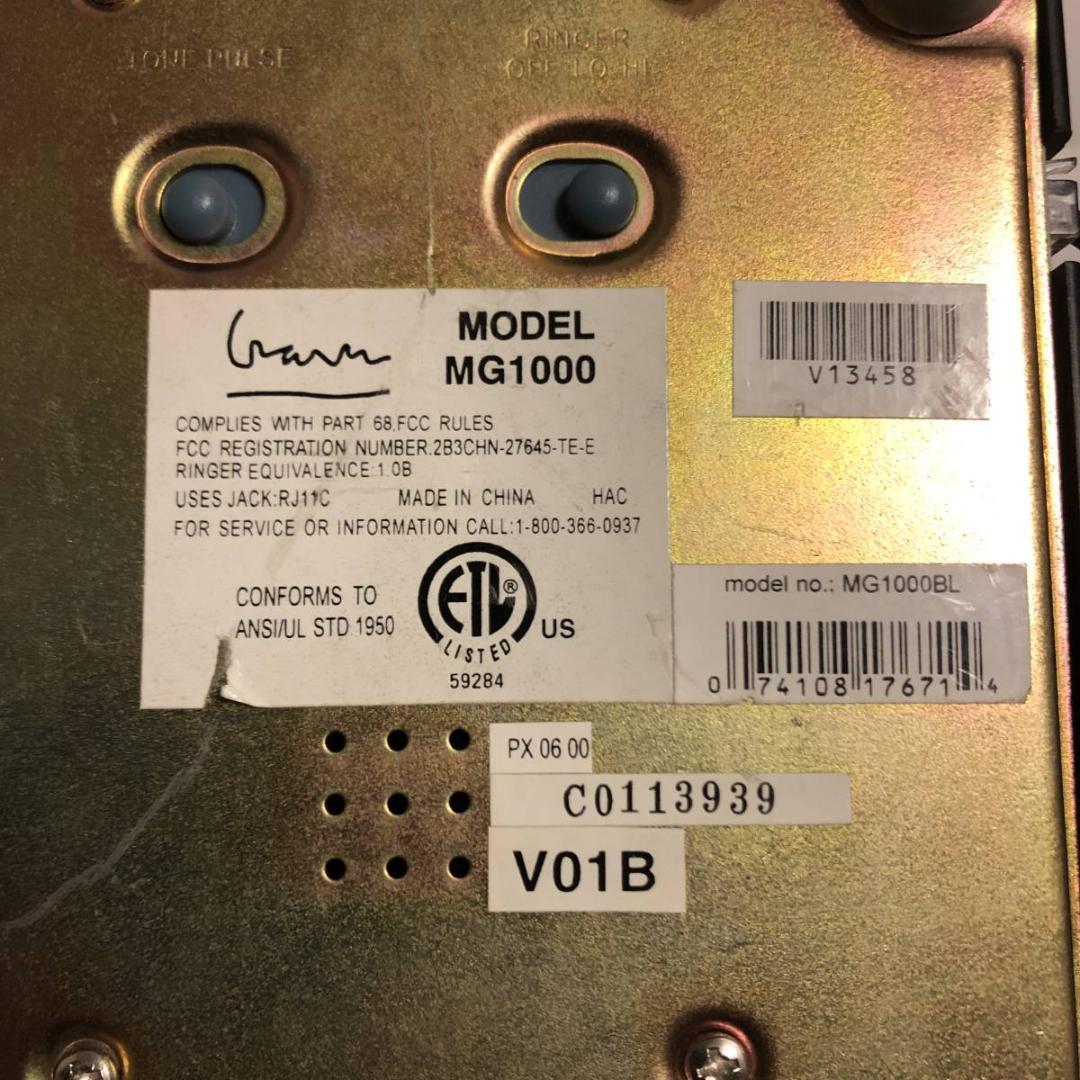 TONE PULSE
RINGER
OFF LO HI
MODEL
MG1000
COMPLIES WITH PART 68,FCC RULES
FCC REGISTRATION NUMBER.2B3CHN-27645-TE-E
RINGER EQUIVALENCE:1.0B
USES JACK:RJ11C MADE IN CHINA HAC
FOR SERVICE OR INFORMATION CALL:1-800-366-0937
CONFORMS TO
ANSI/UL STD 1950
ETL®
LISTED
US
59284
V13458
model no.: MG1000BL
0 74108 17671 4
PX 06 00
C0113939
V01B